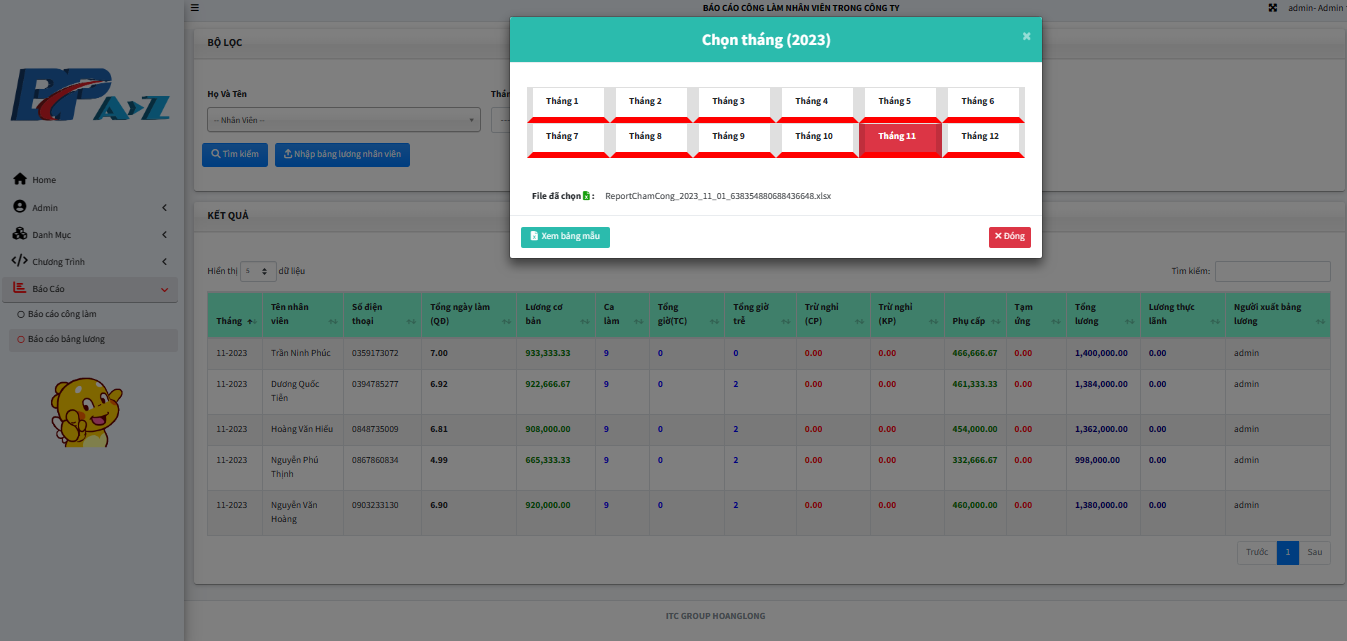 BÁO CÁO CÔNG LÀM NHÂN VIÊN TRONG CÔNG TY
admin- Admin
BPA>Z
Home
Admin
Danh Mục
Chương Trình
Báo Cáo
Báo cáo công làm
Báo cáo bảng lương
BỘ LỌC
Họ Và Tên
-- Nhân Viên --
Thán
Tìm kiếm
Nhập bảng lương nhân viên
Chọn tháng (2023)
×
Tháng 1 Tháng 2 Tháng 3 Tháng 4 Tháng 5 Tháng 6
Tháng 7 Tháng 8 Tháng 9 Tháng 10 Tháng 11 Tháng 12
File đã chọn : ReportChamCong_2023_11_01_638354880688436648.xlsx
Xem bảng mẫu
Đóng
KẾT QUẢ
Hiển thị 5 dữ liệu
Tìm kiếm:
Tháng Tên nhân viên Số điện thoại Tổng ngày làm (QĐ) Lương cơ bản Ca làm Tổng giờ(TC) Tổng giờ trễ Trừ nghỉ (CP) Trừ nghỉ (KP) Phụ cấp Tạm ứng Tổng lương Lương thực lãnh Người xuất bảng lương
11-2023 Trần Ninh Phúc 0359173072 7.00 933,333.33 9 0 0 0.00 0.00 466,666.67 0.00 1,400,000.00 0.00 admin
11-2023 Dương Quốc Tiến 0394785277 6.92 922,666.67 9 0 2 0.00 0.00 461,333.33 0.00 1,384,000.00 0.00 admin
11-2023 Hoàng Văn Hiếu 0848735009 6.81 908,000.00 9 0 2 0.00 0.00 454,000.00 0.00 1,362,000.00 0.00 admin
11-2023 Nguyễn Phú Thịnh 0867860834 4.99 665,333.33 9 0 2 0.00 0.00 332,666.67 0.00 998,000.00 0.00 admin
11-2023 Nguyễn Văn Hoàng 0903233130 6.90 920,000.00 9 0 2 0.00 0.00 460,000.00 0.00 1,380,000.00 0.00 admin
Trước 1 Sau
ITC GROUP HOANGLONG